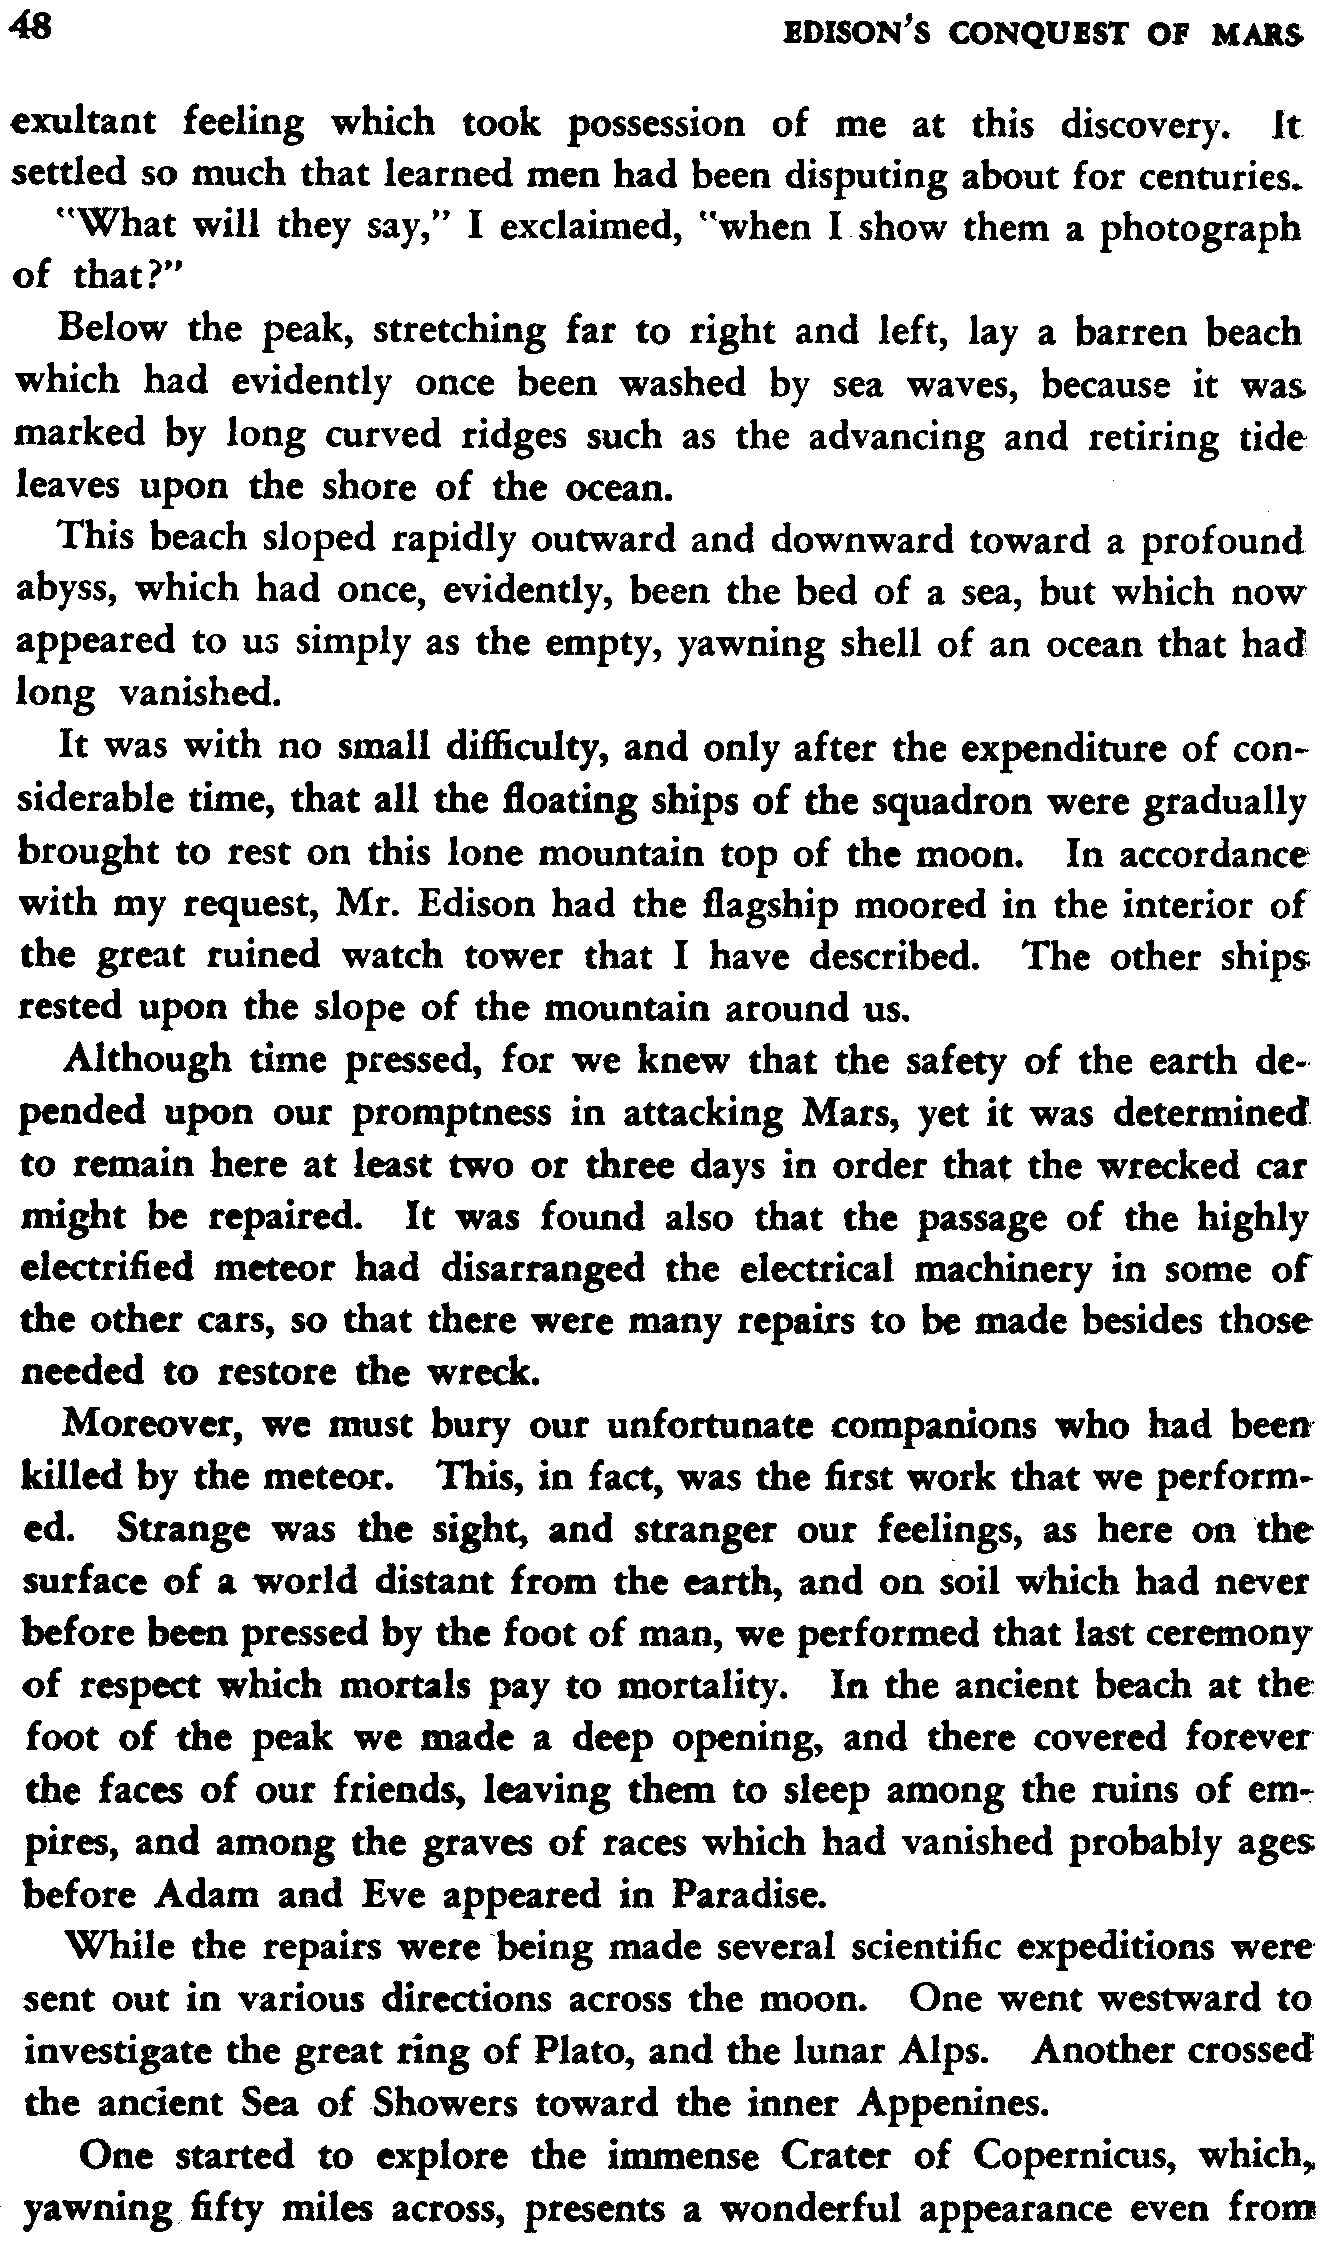 48 EDISON'S CONQUEST OF MARS
exultant feeling which took possession of me at this discovery. It
settled so much that learned men had been disputing about for centuries.
"What will they say," I exclaimed, "when I show them a photograph
of that?"
Below the peak, stretching far to right and left, lay a barren beach
which had evidently once been washed by sea waves, because it was
marked by long curved ridges such as the advancing and retiring tide
leaves upon the shore of the ocean.
This beach sloped rapidly outward and downward toward a profound
abyss, which had once, evidently, been the bed of a sea, but which now
appeared to us simply as the empty, yawning shell of an ocean that had
long vanished.
It was with no small difficulty, and only after the expenditure of con-
siderable time, that all the floating ships of the squadron were gradually
brought to rest on this lone mountain top of the moon. In accordance
with my request, Mr. Edison had the flagship moored in the interior of
the great ruined watch tower that I have described. The other ships
rested upon the slope of the mountain around us.
Although time pressed, for we knew that the safety of the earth de-
pended upon our promptness in attacking Mars, yet it was determined
to remain here at least two or three days in order that the wrecked car
might be repaired. It was found also that the passage of the highly
electrified meteor had disarranged the electrical machinery in some of
the other cars, so that there were many repairs to be made besides those
needed to restore the wreck.
Moreover, we must bury our unfortunate companions who had been
killed by the meteor. This, in fact, was the first work that we perform-
ed. Strange was the sight, and stranger our feelings, as here on the
surface of a world distant from the earth, and on soil which had never
before been pressed by the foot of man, we performed that last ceremony
of respect which mortals pay to mortality. In the ancient beach at the
foot of the peak we made a deep opening, and there covered forever
the faces of our friends, leaving them to sleep among the ruins of em-
pires, and among the graves of races which had vanished probably ages
before Adam and Eve appeared in Paradise.
While the repairs were being made several scientific expeditions were
sent out in various directions across the moon. One went westward to
investigate the great ring of Plato, and the lunar Alps. Another crossed
the ancient Sea of Showers toward the inner Appenines.
One started to explore the immense Crater of Copernicus, which,
yawning fifty miles across, presents a wonderful appearance even from